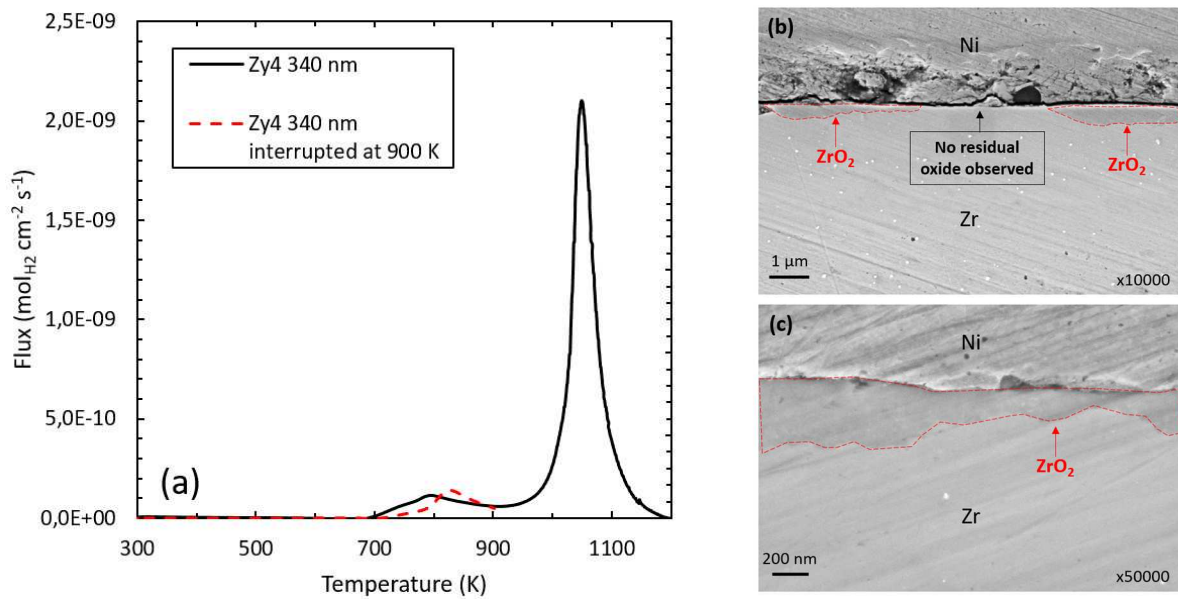 Flux (mol_H2 cm⁻² s⁻¹)
2,5E-09
2,0E-09
1,5E-09
1,0E-09
5,0E-10
0,0E+00
Zy4 340 nm
Zy4 340 nm
interrupted at 900 K
(a)
300 500 700 900 1100
Temperature (K)
(b)
Ni
ZrO₂
No residual
oxide observed
ZrO₂
Zr
1 µm
x10000
(c)
Ni
ZrO₂
Zr
200 nm
x50000